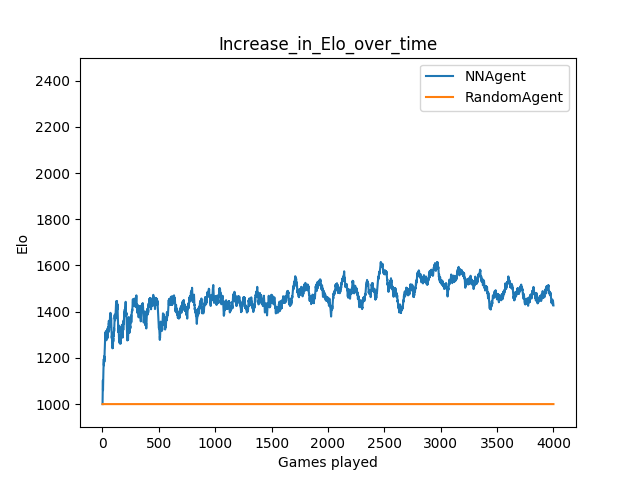 Increase_in_Elo_over_time
NNAgent
RandomAgent
2400
2200
2000
1800
1600
1400
1200
1000
Elo
0 500 1000 1500 2000 2500 3000 3500 4000
Games played